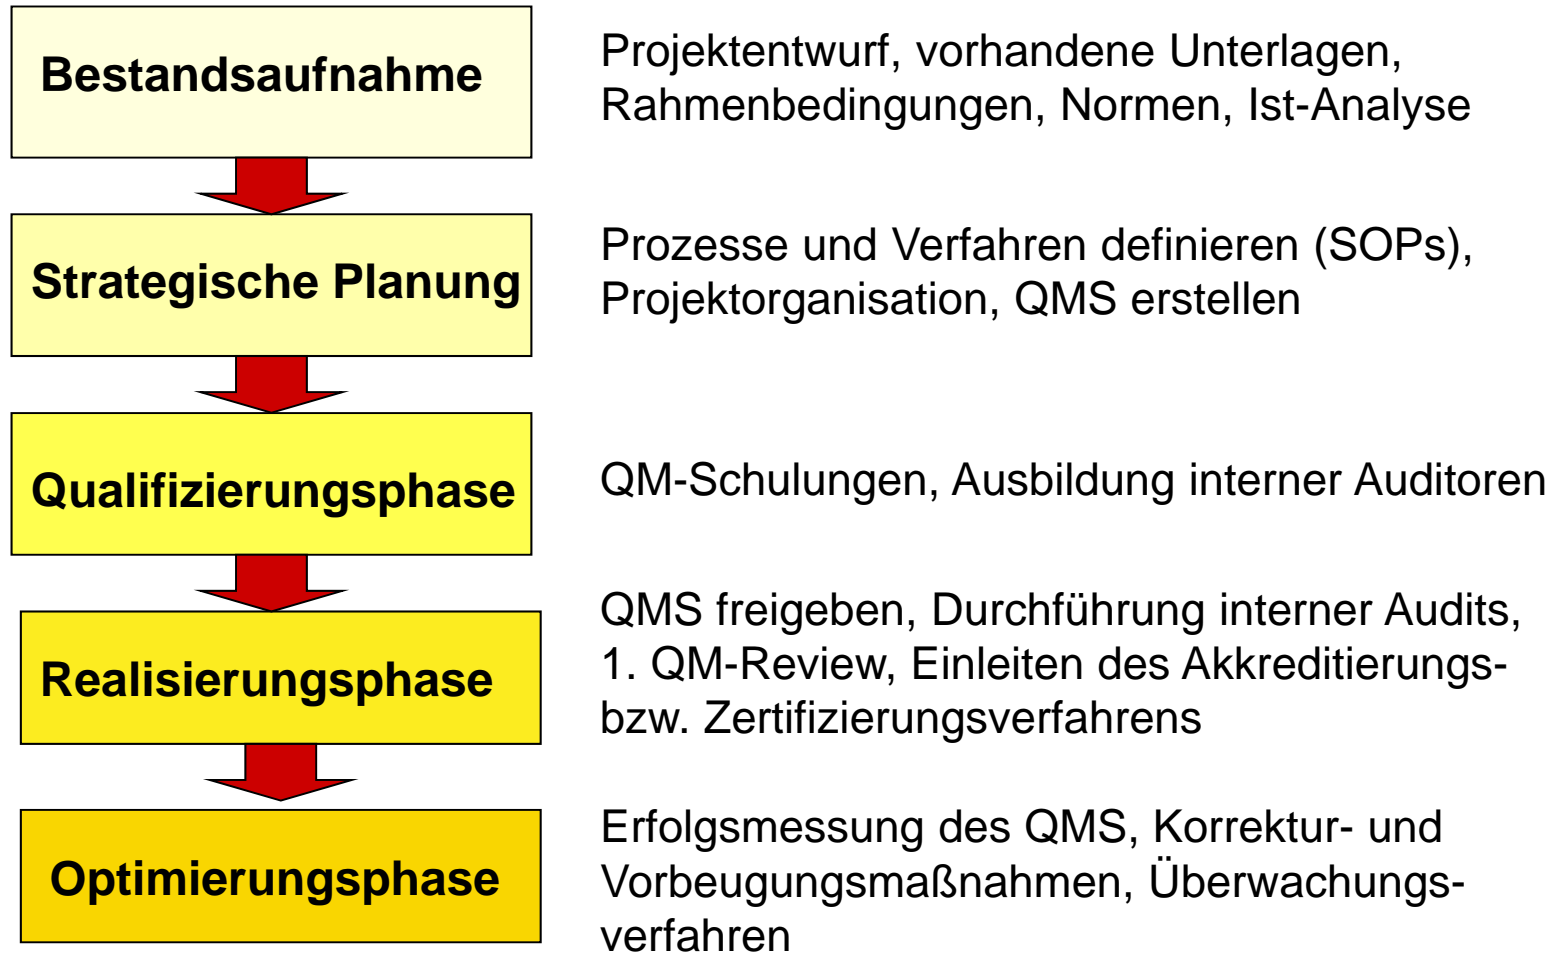 Bestandsaufnahme
Projektentwurf, vorhandene Unterlagen,
Rahmenbedingungen, Normen, Ist-Analyse
Strategische Planung
Prozesse und Verfahren definieren (SOPs),
Projektorganisation, QMS erstellen
Qualifizierungsphase
QM-Schulungen, Ausbildung interner Auditoren
Realisierungsphase
QMS freigeben, Durchführung interner Audits,
1. QM-Review, Einleiten des Akkreditierungs-
bzw. Zertifizierungsverfahrens
Optimierungsphase
Erfolgsmessung des QMS, Korrektur- und
Vorbeugungsmaßnahmen, Überwachungs-
verfahren